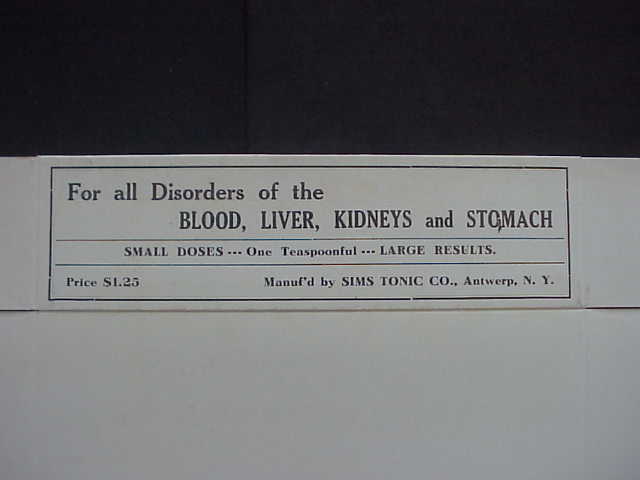 For all Disorders of the
BLOOD, LIVER, KIDNEYS and STOMACH
SMALL DOSES --- One Teaspoonful --- LARGE RESULTS.
Price $1.25 Manuf'd by SIMS TONIC CO., Antwerp, N. Y.